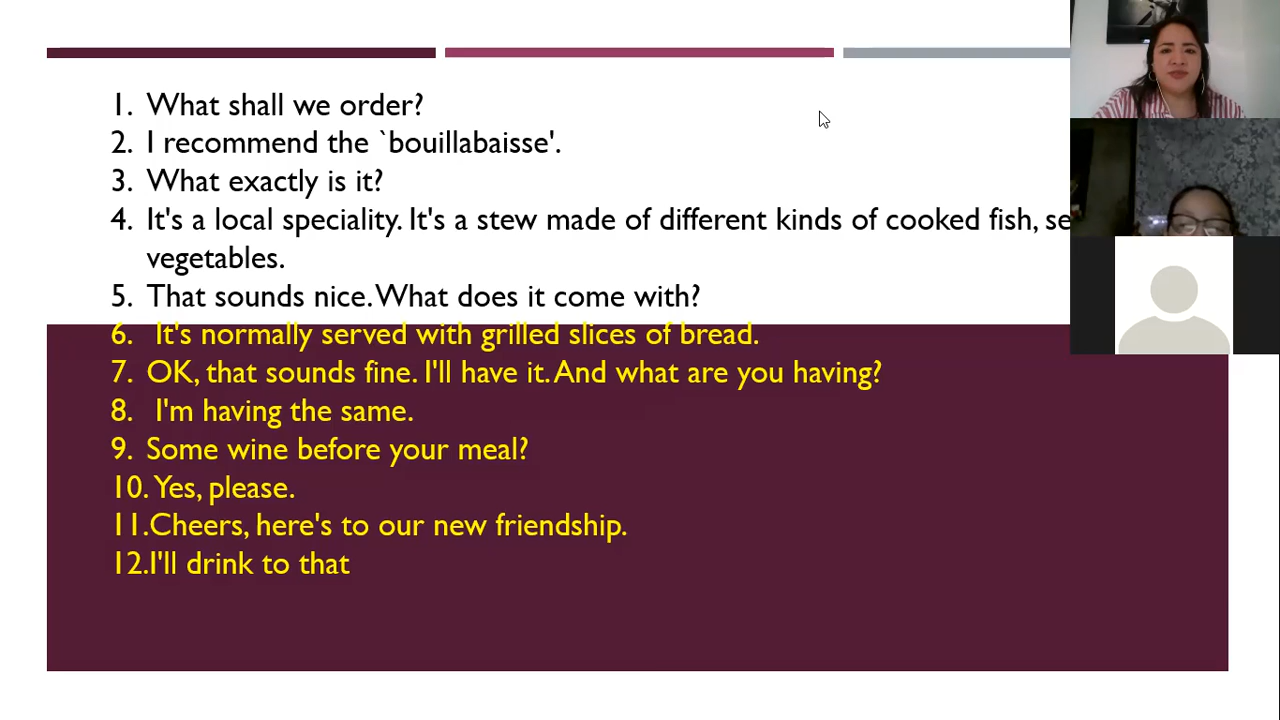 1. What shall we order?
2. I recommend the `bouillabaisse'.
3. What exactly is it?
4. It's a local speciality. It's a stew made of different kinds of cooked fish,
vegetables.
5. That sounds nice. What does it come with?
6. It's normally served with grilled slices of bread.
7. OK, that sounds fine. I'll have it. And what are you having?
8. I'm having the same.
9. Some wine before your meal?
10. Yes, please.
11.Cheers, here's to our new friendship.
12.I'll drink to that